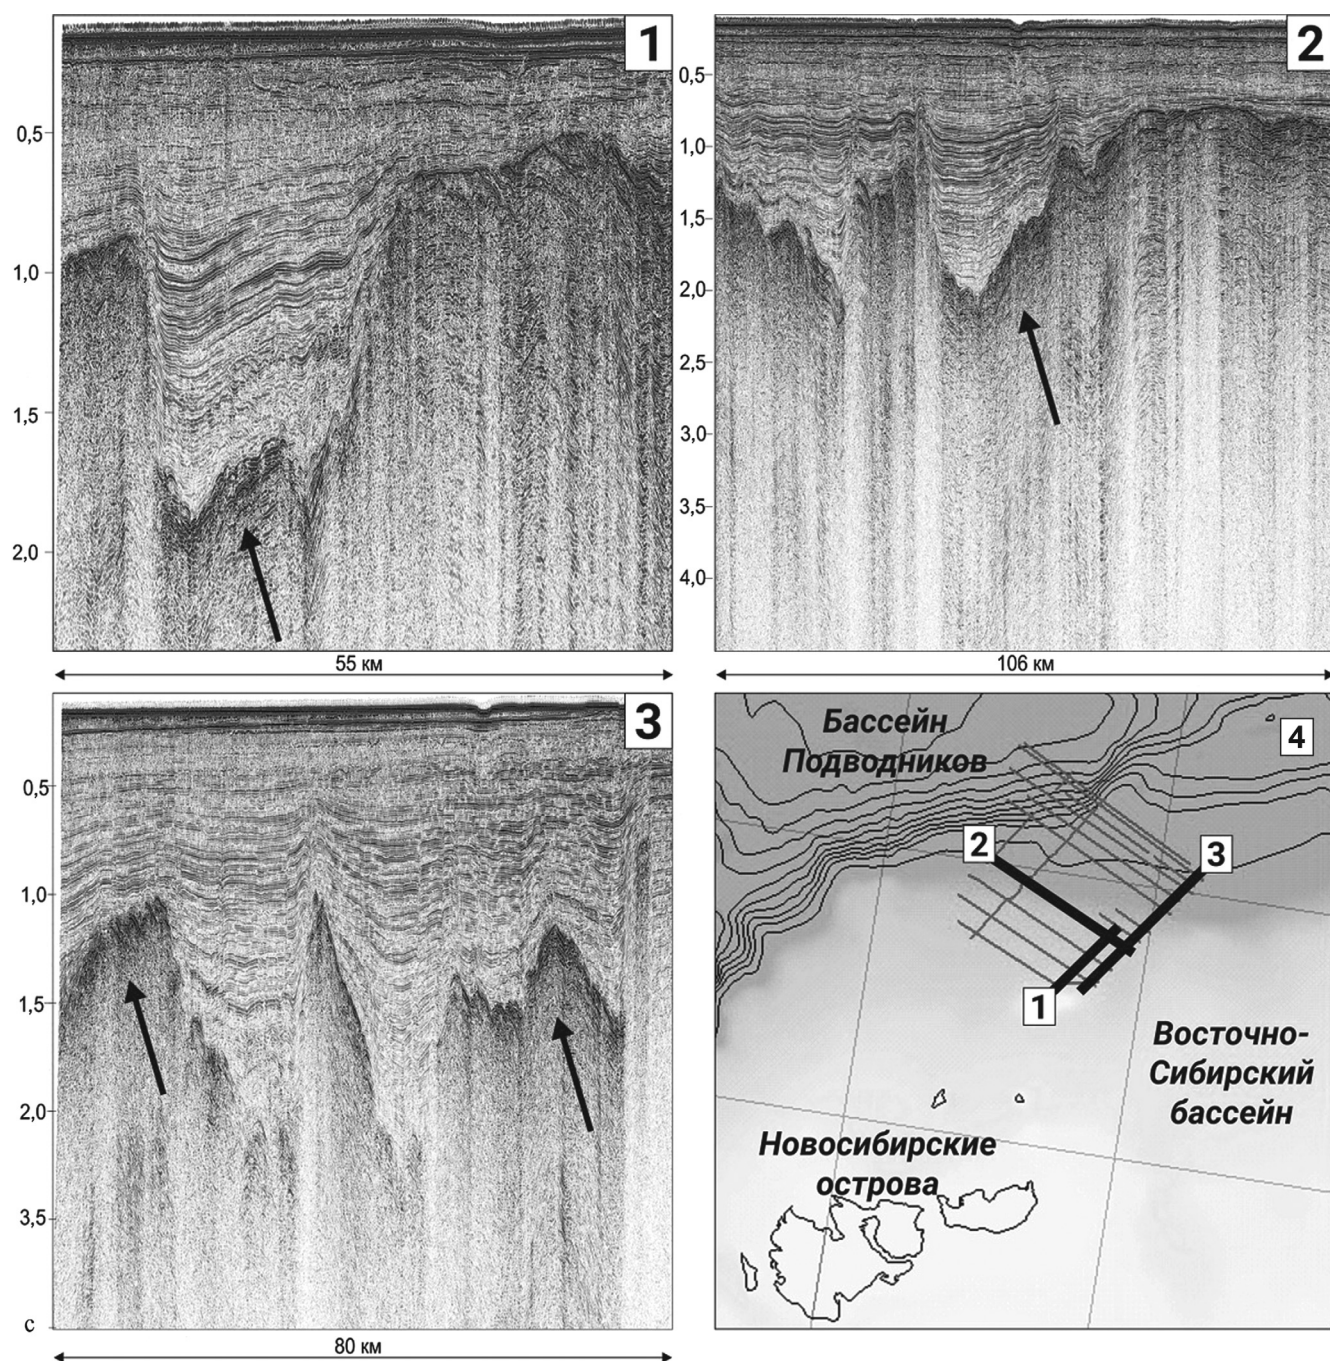 1
0,5
1,0
1,5
2,0
55 км
2
0,5
1,0
1,5
2,0
2,5
3,0
3,5
4,0
106 км
3
0,5
1,0
1,5
2,0
3,5
с
80 км
4
Бассейн
Подводников
2
3
1
Восточно-
Сибирский
бассейн
Новосибирские
острова